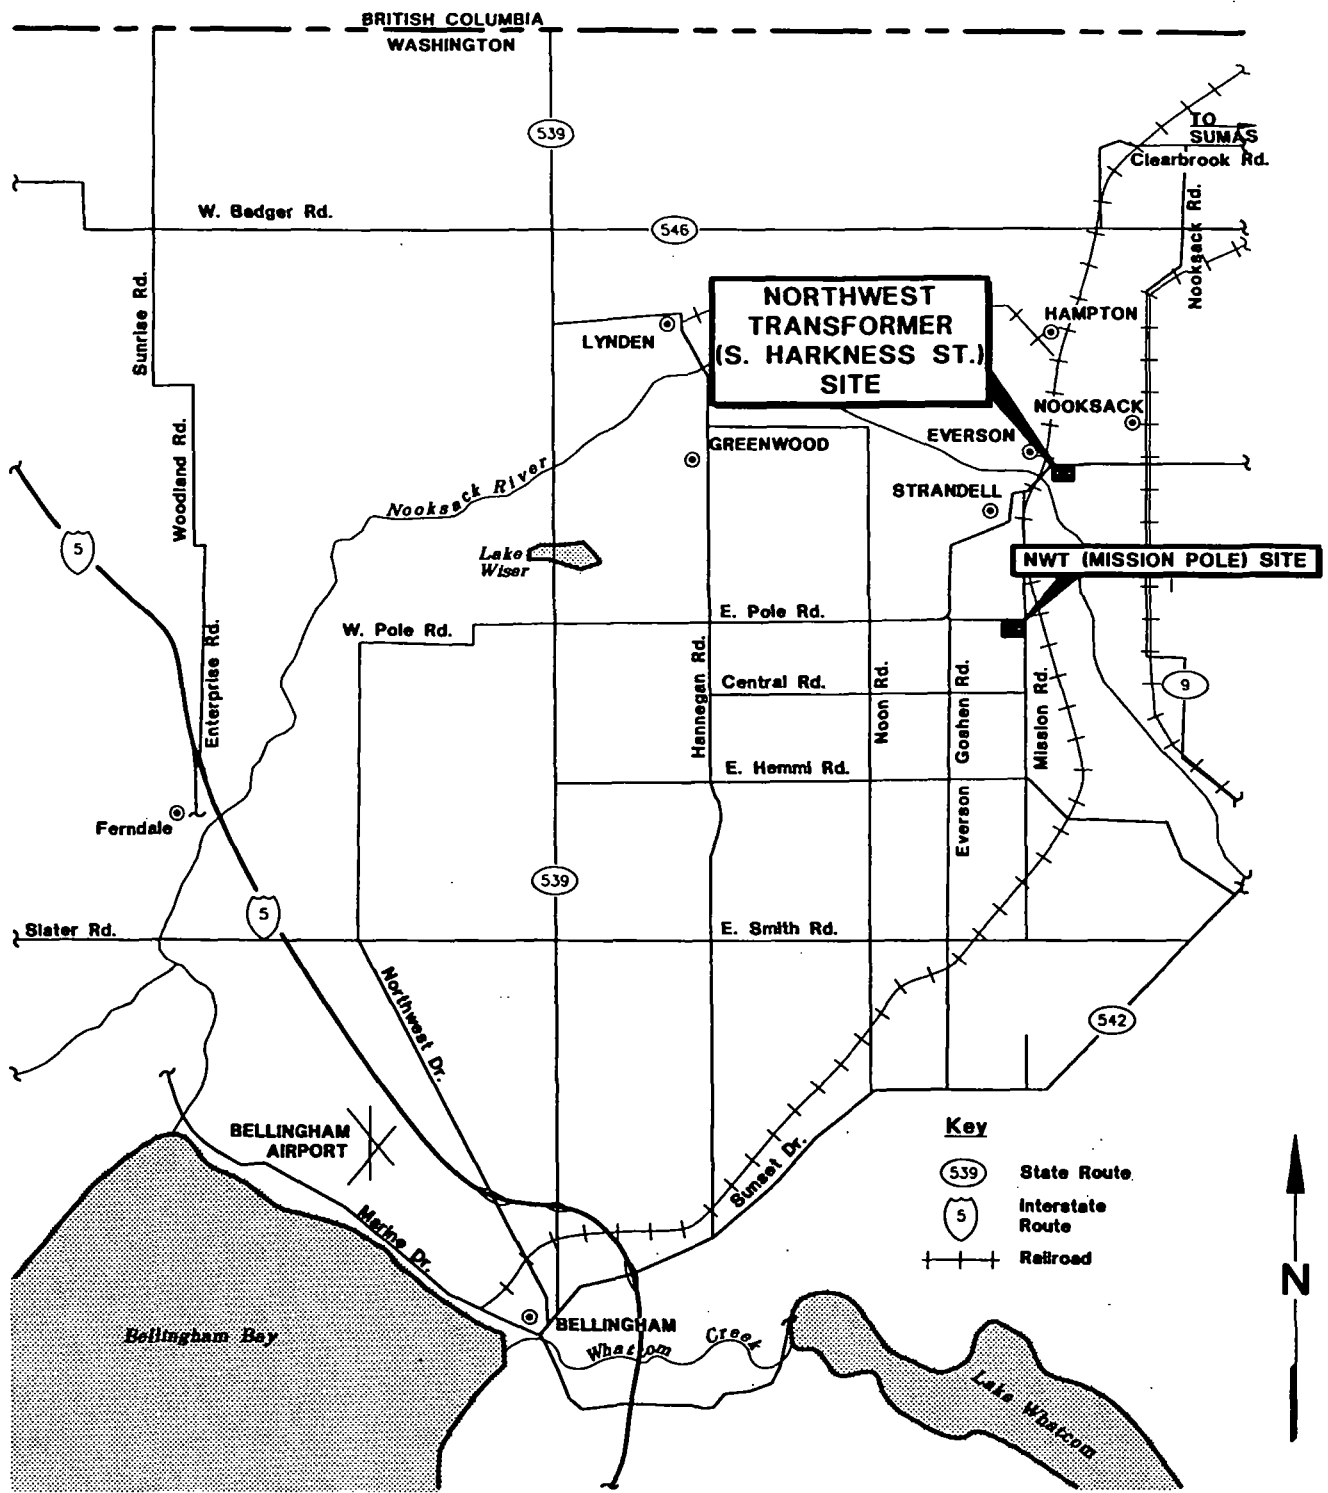 BRITISH COLUMBIA
WASHINGTON
539
TO
SUMAS
Clearbrook Rd.
W. Badger Rd.
546
Nooksack Rd.
Sunrise Rd.
NORTHWEST
TRANSFORMER
(S. HARKNESS ST.)
SITE
HAMPTON
LYNDEN
NOOKSACK
EVERSON
GREENWOOD
Woodland Rd.
Nooksack River
STRANDELL
5
Lake
Wiser
NWT (MISSION POLE) SITE
E. Pole Rd.
W. Pole Rd.
Enterprise Rd.
Hannegan Rd.
Central Rd.
Noon Rd.
Everson Goshen Rd.
Mission Rd.
9
E. Hemmi Rd.
Ferndale
539
5
Slater Rd.
E. Smith Rd.
Northwest Dr.
542
BELLINGHAM
AIRPORT
Key
539
State Route
5
Interstate
Route
Railroad
Sunset Dr.
Marine Dr.
N
Bellingham Bay
BELLINGHAM
Whattom Creek
Lake Whatcom